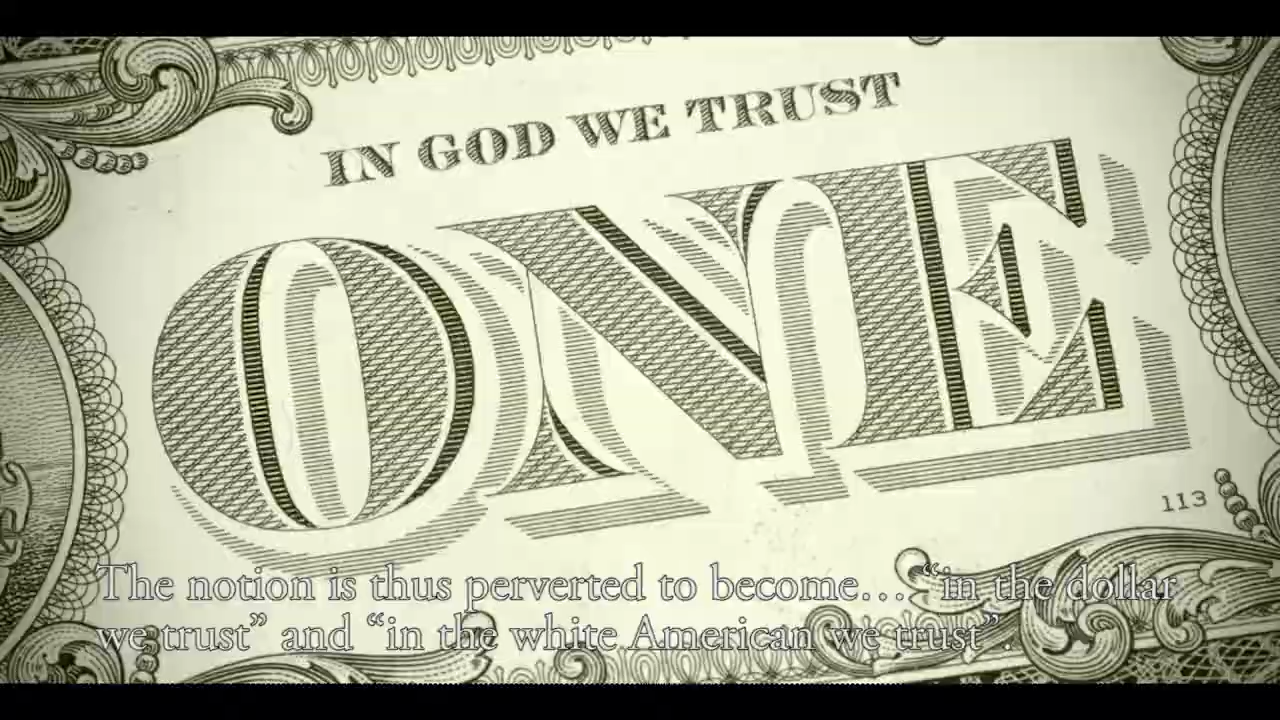 IN GOD WE TRUST
ONE
113
The notion is thus perverted to become… “in the dollar
we trust” and “in the white American we trust”.